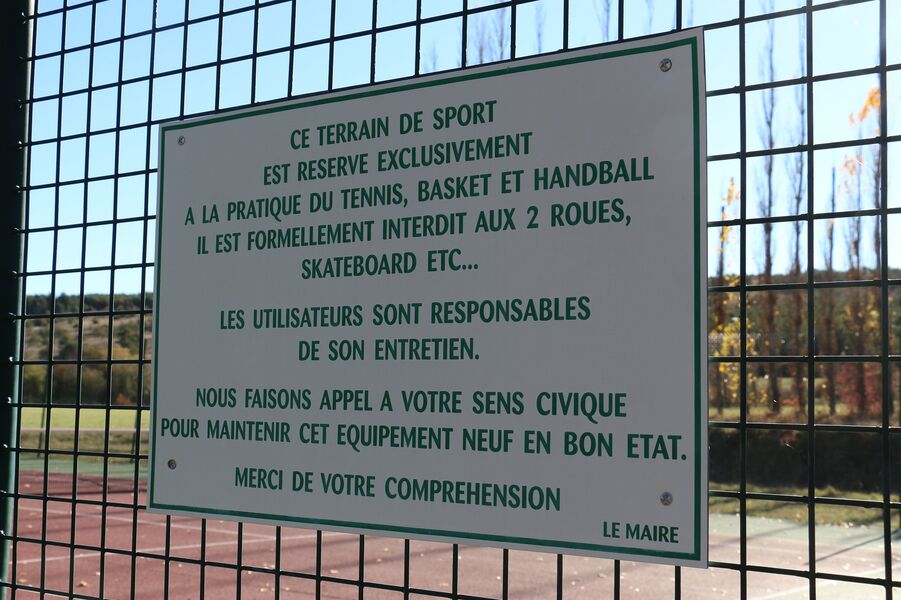 CE TERRAIN DE SPORT
EST RESERVE EXCLUSIVEMENT
A LA PRATIQUE DU TENNIS, BASKET ET HANDBALL
IL EST FORMELLEMENT INTERDIT AUX 2 ROUES,
SKATEBOARD ETC...
LES UTILISATEURS SONT RESPONSABLES
DE SON ENTRETIEN.
NOUS FAISONS APPEL A VOTRE SENS CIVIQUE
POUR MAINTENIR CET EQUIPEMENT NEUF EN BON ETAT.
MERCI DE VOTRE COMPREHENSION
LE MAIRE